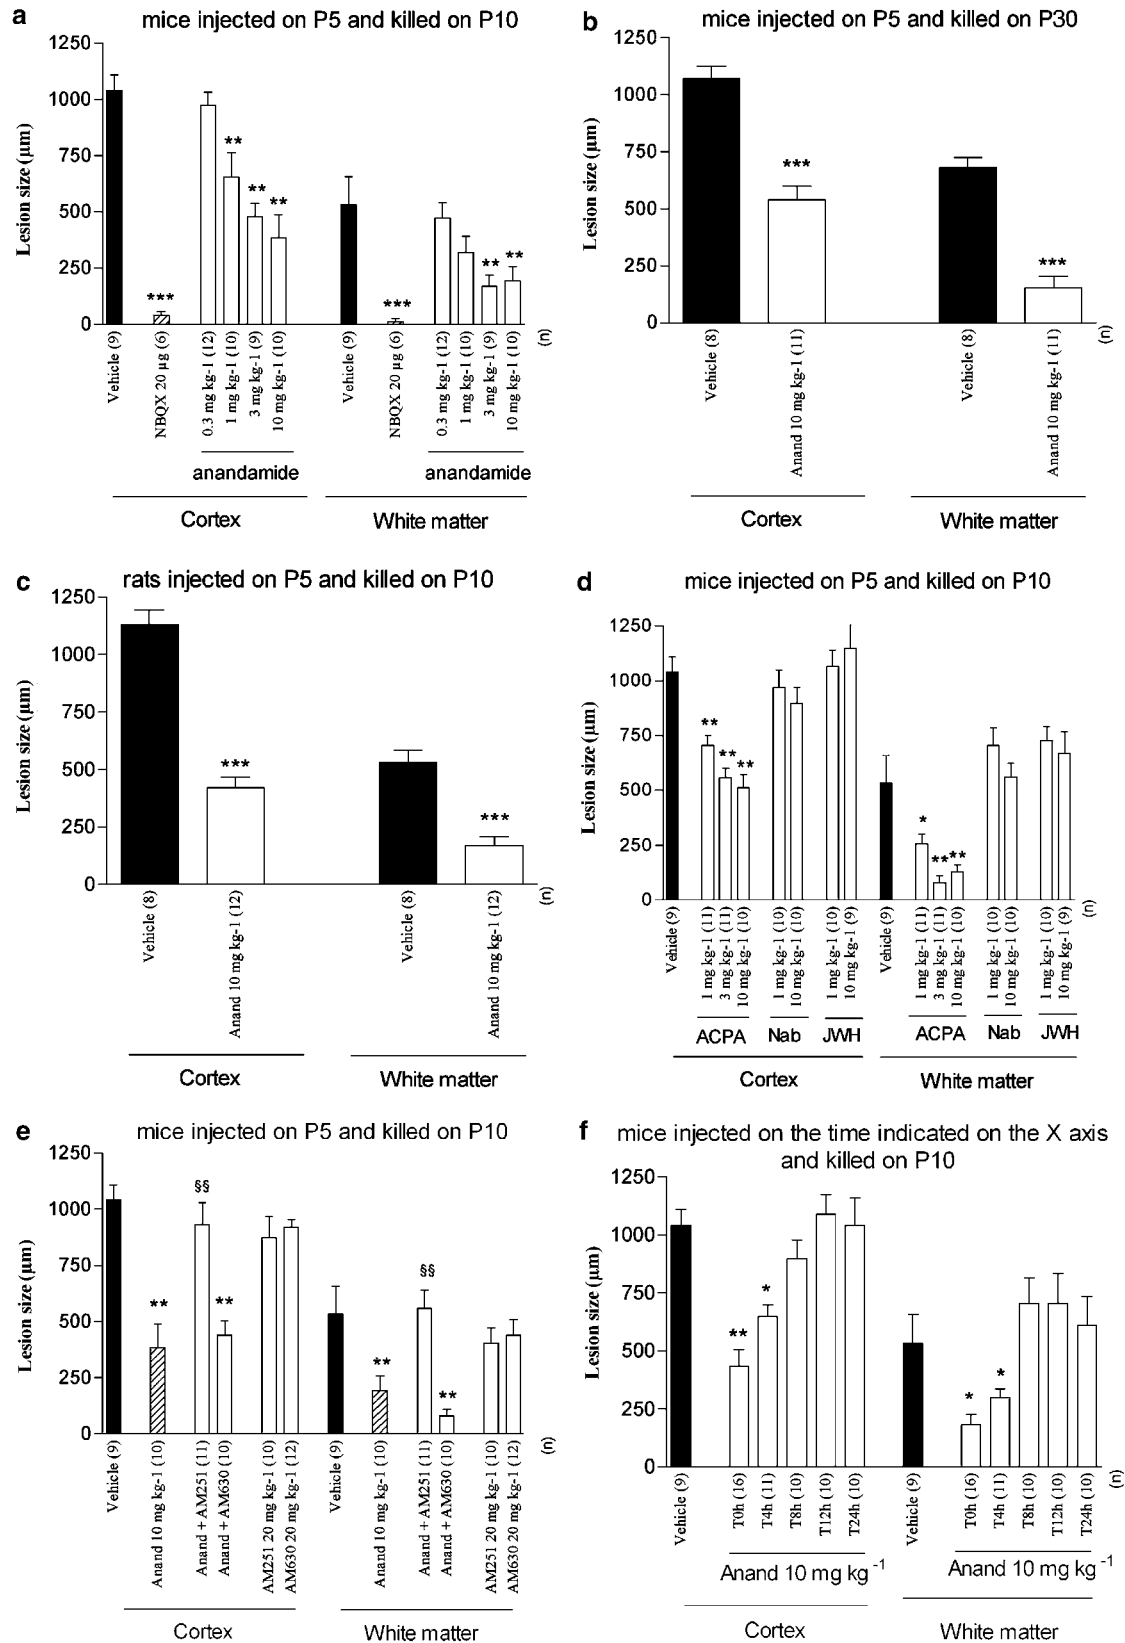 a
mice injected on P5 and killed on P10
Lesion size (µm)
1250
1000
750
500
250
0
**
**
**
***
***
**
**
Vehicle (9)
NBQX 20 µg (6)
0.3 mg kg-1 (12)
1 mg kg-1 (10)
3 mg kg-1 (9)
10 mg kg-1 (10)
Vehicle (9)
NBQX 20 µg (6)
0.3 mg kg-1 (12)
1 mg kg-1 (10)
3 mg kg-1 (9)
10 mg kg-1 (10)
(n)
anandamide
anandamide
Cortex
White matter
b
mice injected on P5 and killed on P30
Lesion size (µm)
1250
1000
750
500
250
0
***
***
Vehicle (8)
Anand 10 mg kg-1 (11)
Vehicle (8)
Anand 10 mg kg-1 (11)
(n)
Cortex
White matter
c
rats injected on P5 and killed on P10
Lesion size (µm)
1250
1000
750
500
250
0
***
***
Vehicle (8)
Anand 10 mg kg-1 (12)
Vehicle (8)
Anand 10 mg kg-1 (12)
(n)
Cortex
White matter
d
mice injected on P5 and killed on P10
Lesion size (µm)
1250
1000
750
500
250
0
**
**
**
*
**
**
Vehicle (9)
1 mg kg-1 (11)
3 mg kg-1 (11)
10 mg kg-1 (10)
1 mg kg-1 (10)
10 mg kg-1 (10)
1 mg kg-1 (10)
10 mg kg-1 (9)
Vehicle (9)
1 mg kg-1 (11)
3 mg kg-1 (11)
10 mg kg-1 (10)
1 mg kg-1 (10)
10 mg kg-1 (10)
1 mg kg-1 (10)
10 mg kg-1 (9)
(n)
ACPA
Nab
JWH
ACPA
Nab
JWH
Cortex
White matter
e
mice injected on P5 and killed on P10
Lesion size (µm)
1250
1000
750
500
250
0
**
§§
**
**
§§
**
Vehicle (9)
Anand 10 mg kg-1 (10)
Anand + AM251 (11)
Anand + AM630 (10)
AM251 20 mg kg-1 (10)
AM630 20 mg kg-1 (12)
Vehicle (9)
Anand 10 mg kg-1 (10)
Anand + AM251 (11)
Anand + AM630 (10)
AM251 20 mg kg-1 (10)
AM630 20 mg kg-1 (12)
(n)
Cortex
White matter
f
mice injected on the time indicated on the X axis
and killed on P10
Lesion size (µm)
1250
1000
750
500
250
0
**
*
*
*
Vehicle (9)
T0h (16)
T4h (11)
T8h (10)
T12h (10)
T24h (10)
Vehicle (9)
T0h (16)
T4h (11)
T8h (10)
T12h (10)
T24h (10)
(n)
Anand 10 mg kg -1
Anand 10 mg kg -1
Cortex
White matter